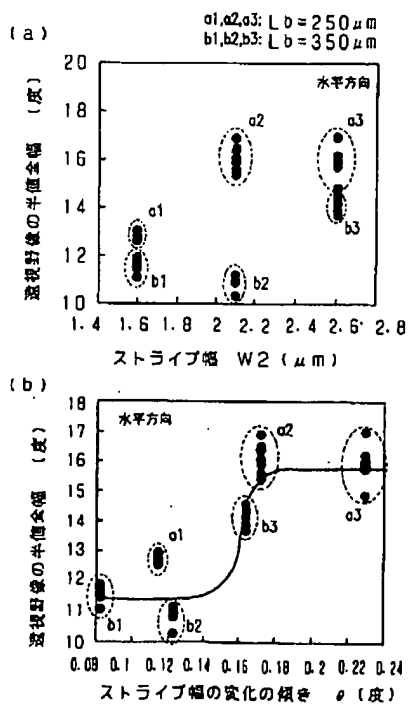 (a)
a1,a2,a3: Lb=250μm
b1,b2,b3: Lb=350μm
遠視野像の半値全幅 (度)
20
18
16
14
12
10
水平方向
a2
a3
a1
b1
b2
b3
1.4 1.6 1.8 2 2.2 2.4 2.6 2.8
ストライプ幅 W2 (μm)
(b)
遠視野像の半値全幅 (度)
18
17
16
15
14
13
12
11
10
水平方向
a2
a1
b3
a3
b1
b2
0.08 0.1 0.12 0.14 0.16 0.18 0.2 0.22 0.24
ストライプ幅の変化の傾き θ (度)